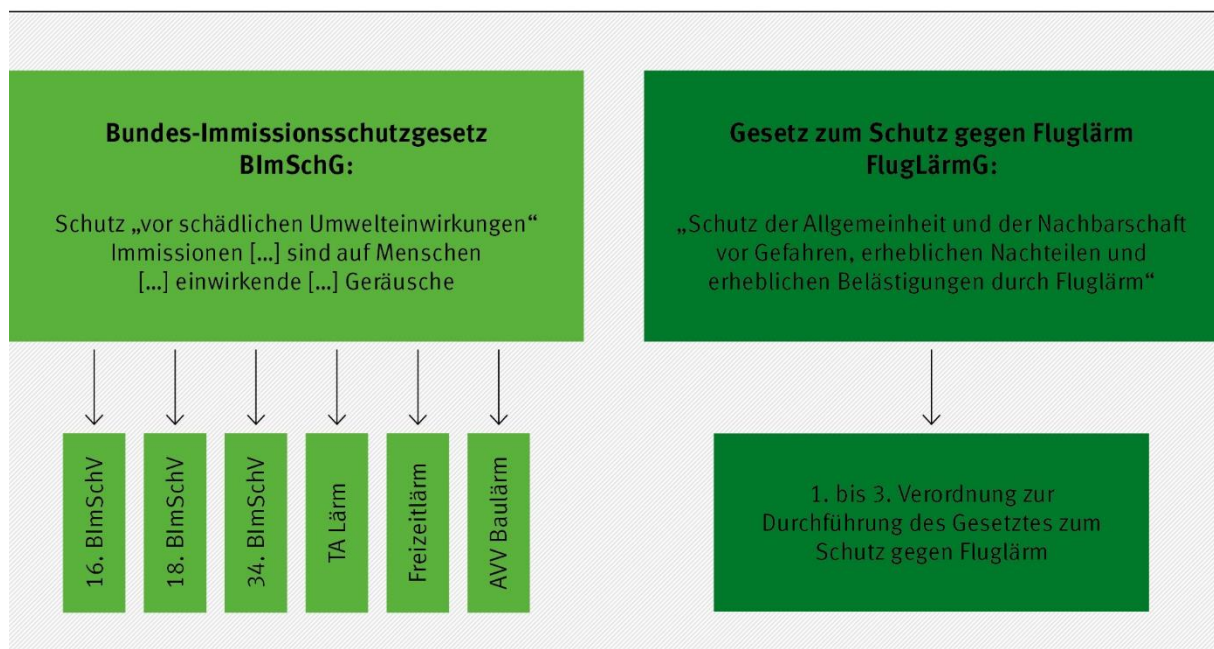 Bundes-Immissionsschutzgesetz
BImSchG:
Schutz „vor schädlichen Umwelteinwirkungen“
Immissionen [...] sind auf Menschen
[...] einwirkende [...] Geräusche
Gesetz zum Schutz gegen Fluglärm
FlugLärmG:
„Schutz der Allgemeinheit und der Nachbarschaft
vor Gefahren, erheblichen Nachteilen und
erheblichen Belästigungen durch Fluglärm“
16. BImSchV
18. BImSchV
34. BImSchV
TA Lärm
Freizeitlärm
AVV Baulärm
1. bis 3. Verordnung zur
Durchführung des Gesetztes zum
Schutz gegen Fluglärm